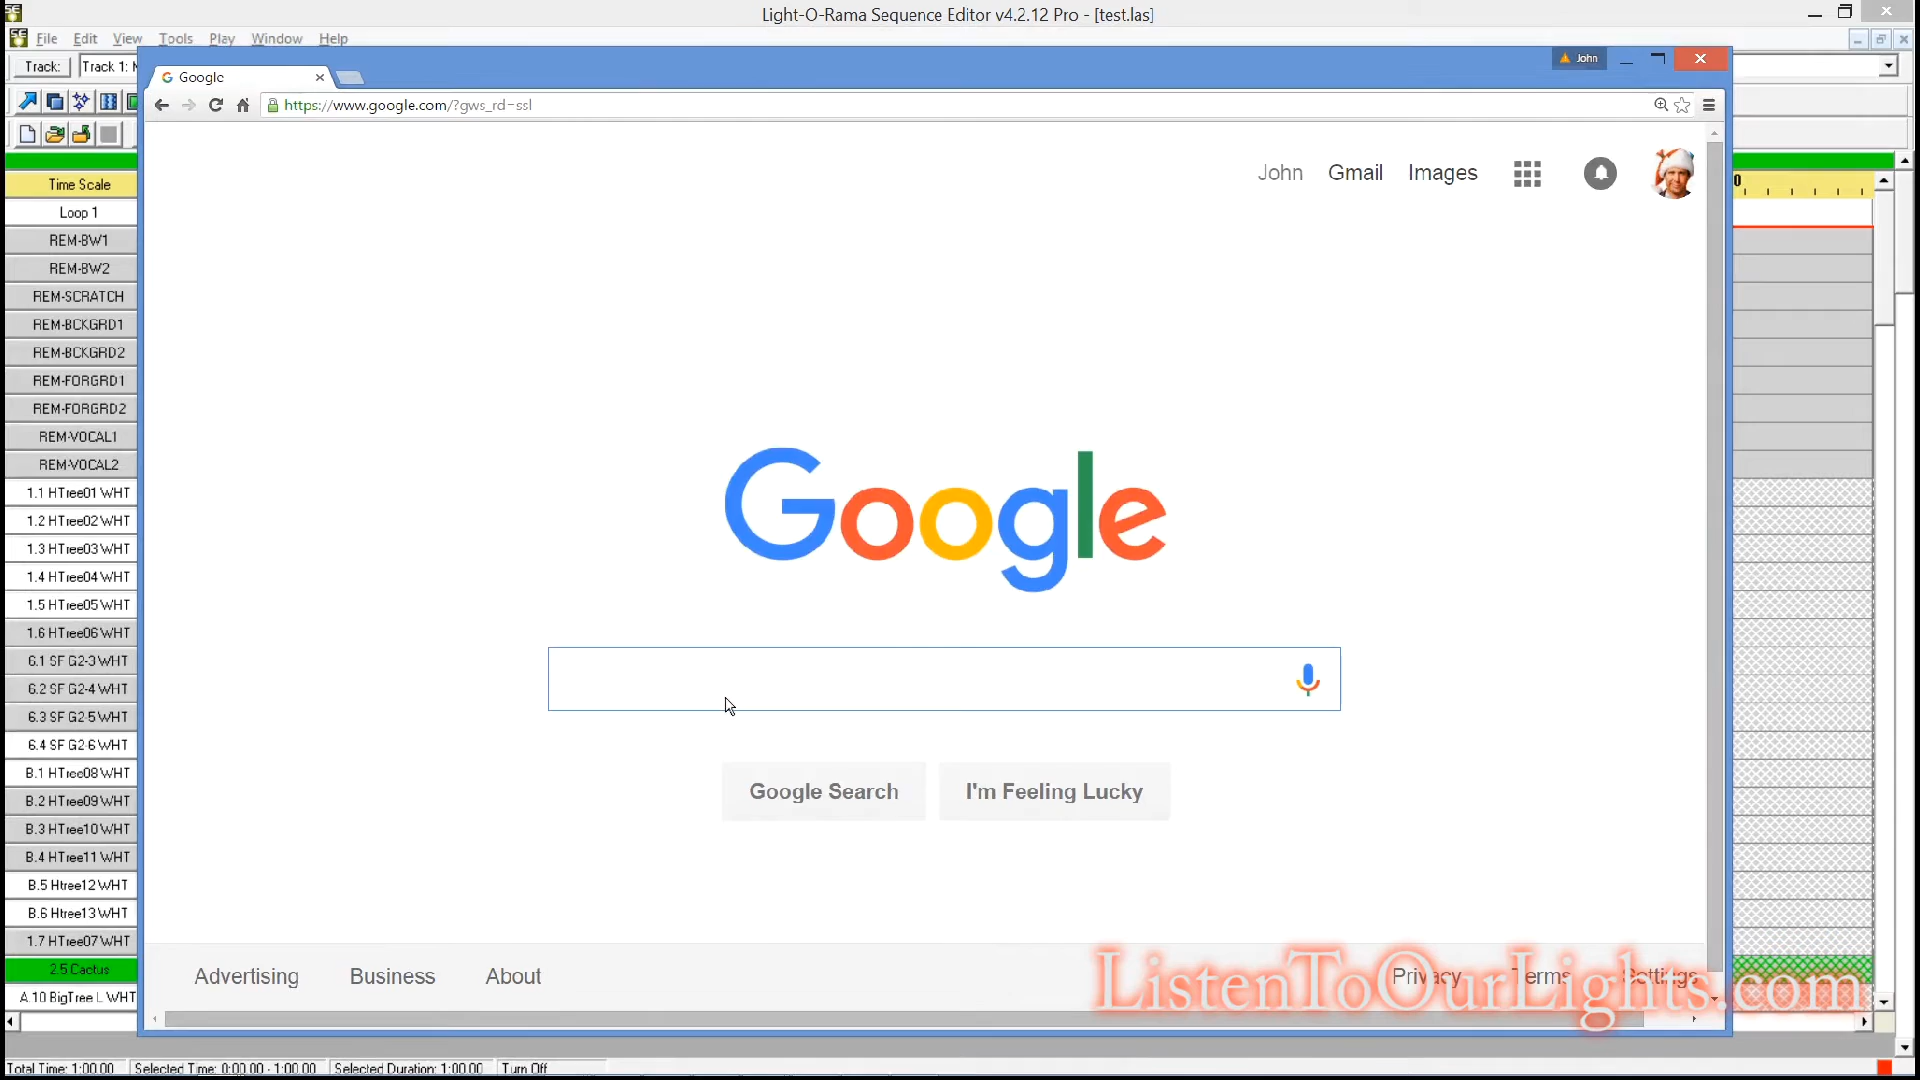 Light-O-Rama Sequence Editor v4.2.12 Pro - [test.las]
File Edit View Tools Play Window Help
Track: Track 1:
Google
John
https://www.google.com/?gws_rd=ssl
John Gmail Images
Time Scale
Loop 1
REM-BW1
REM-BW2
REM-SCRATCH
REM-BCKGRD1
REM-BCKGRD2
REM-FORGRD1
REM-FORGRD2
REM-VOCAL1
REM-VOCAL2
1.1 HTree01 WHT
1.2 HTree02 WHT
1.3 HTree03 WHT
1.4 HTree04 WHT
1.5 HTree05 WHT
1.6 HTree06 WHT
6.1 SF G2-3 WHT
6.2 SF G2-4 WHT
6.3 SF G2-5 WHT
6.4 SF G2-6 WHT
B.1 HTree08 WHT
B.2 HTree09 WHT
B.3 HTree10 WHT
B.4 HTree11 WHT
B.5 Htree12 WHT
B.6 Htree13 WHT
1.7 HTree07 WHT
2.5 Cactus
A.10 BigTree L WHT
Google
Google Search I'm Feeling Lucky
Advertising Business About Privacy Terms Settings
ListenToOurLights.com
Total Time: 1:00.00 Selected Time: 0:00.00 - 1:00.00 Selected Duration: 1:00.00 Turn Off